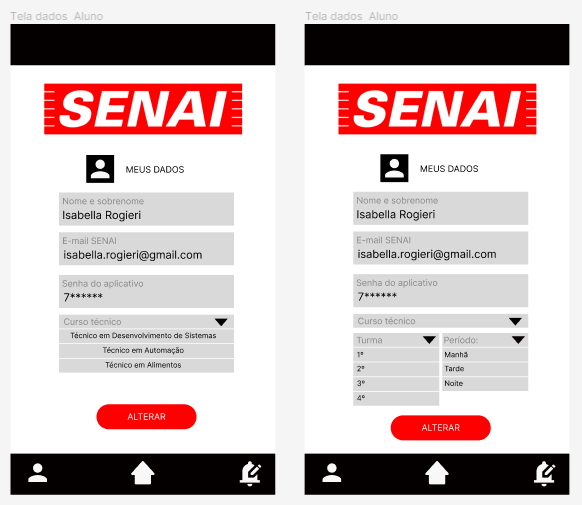 Tela dados Aluno
SENAI
MEUS DADOS
Nome e sobrenome
Isabella Rogieri
E-mail SENAI
isabella.rogieri@gmail.com
Senha do aplicativo
7******
Curso técnico
Técnico em Desenvolvimento de Sistemas
Técnico em Automação
Técnico em Alimentos
ALTERAR
Tela dados Aluno
SENAI
MEUS DADOS
Nome e sobrenome
Isabella Rogieri
E-mail SENAI
isabella.rogieri@gmail.com
Senha do aplicativo
7******
Curso técnico
Turma
1º
2º
3º
4º
Período:
Manhã
Tarde
Noite
ALTERAR